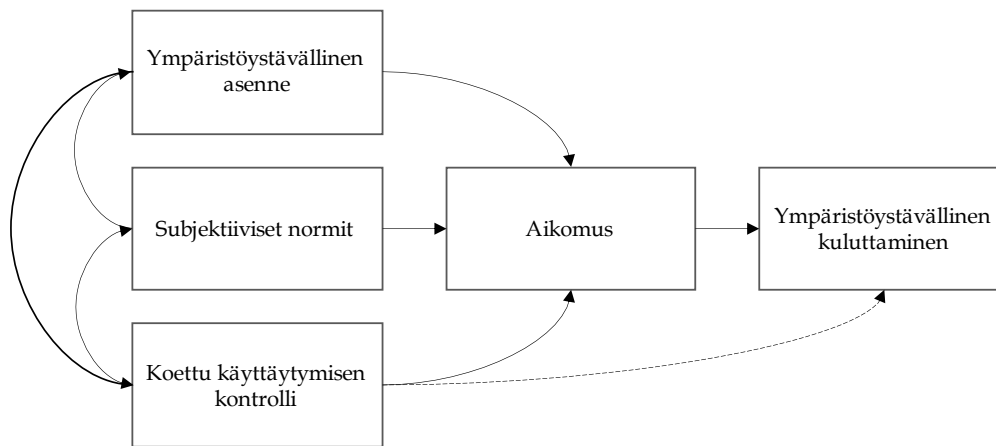 Ympäristöystävällinen
asenne
Subjektiiviset normit
Aikomus
Ympäristöystävällinen
kuluttaminen
Koettu käyttäytymisen
kontrolli